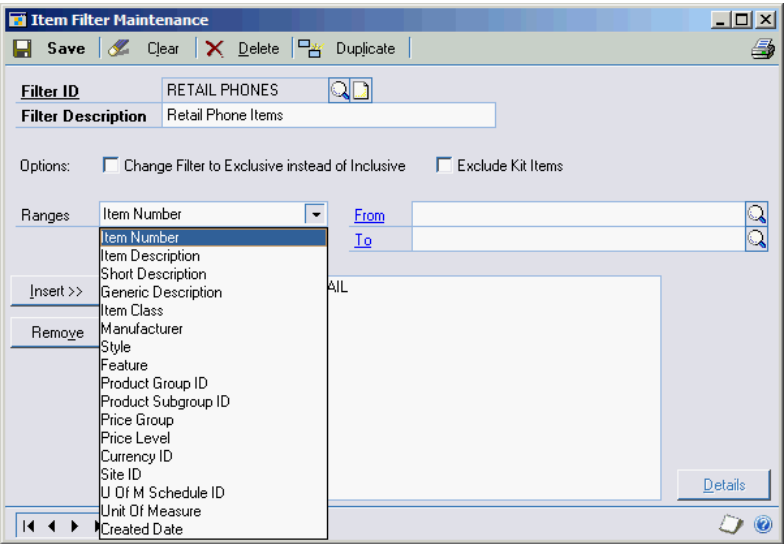 Item Filter Maintenance
Save Clear Delete Duplicate
Filter ID RETAIL PHONES
Filter Description Retail Phone Items
Options: Change Filter to Exclusive instead of Inclusive Exclude Kit Items
Ranges Item Number From
To
Item Number
Item Description
Short Description
Generic Description
Item Class
Manufacturer
Style
Feature
Product Group ID
Product Subgroup ID
Price Group
Price Level
Currency ID
Site ID
U Of M Schedule ID
Unit Of Measure
Created Date
Insert >>
AIL
Remove
Details